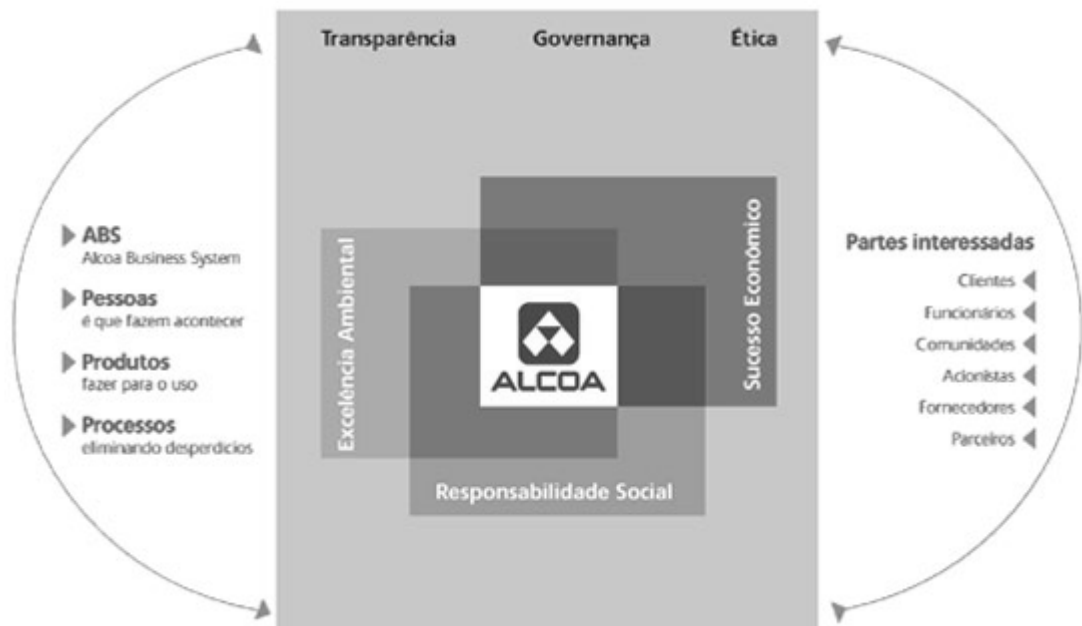 Transparência Governança Ética
ABS
Alcoa Business System
Pessoas
é que fazem acontecer
Produtos
fazer para o uso
Processos
eliminando desperdícios
Excelência Ambiental
Sucesso Econômico
ALCOA
Responsabilidade Social
Partes interessadas
Clientes
Funcionários
Comunidades
Acionistas
Fornecedores
Parceiros